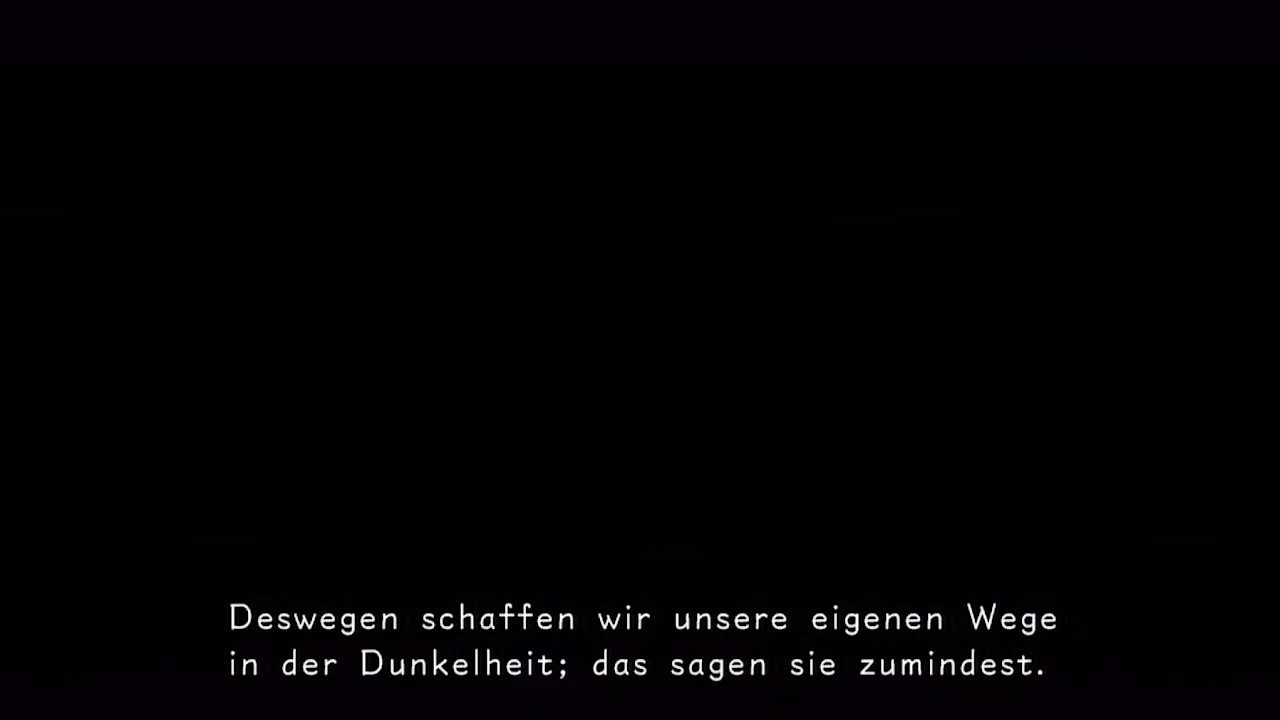 Deswegen schaffen wir unsere eigenen Wege
in der Dunkelheit; das sagen sie zumindest.